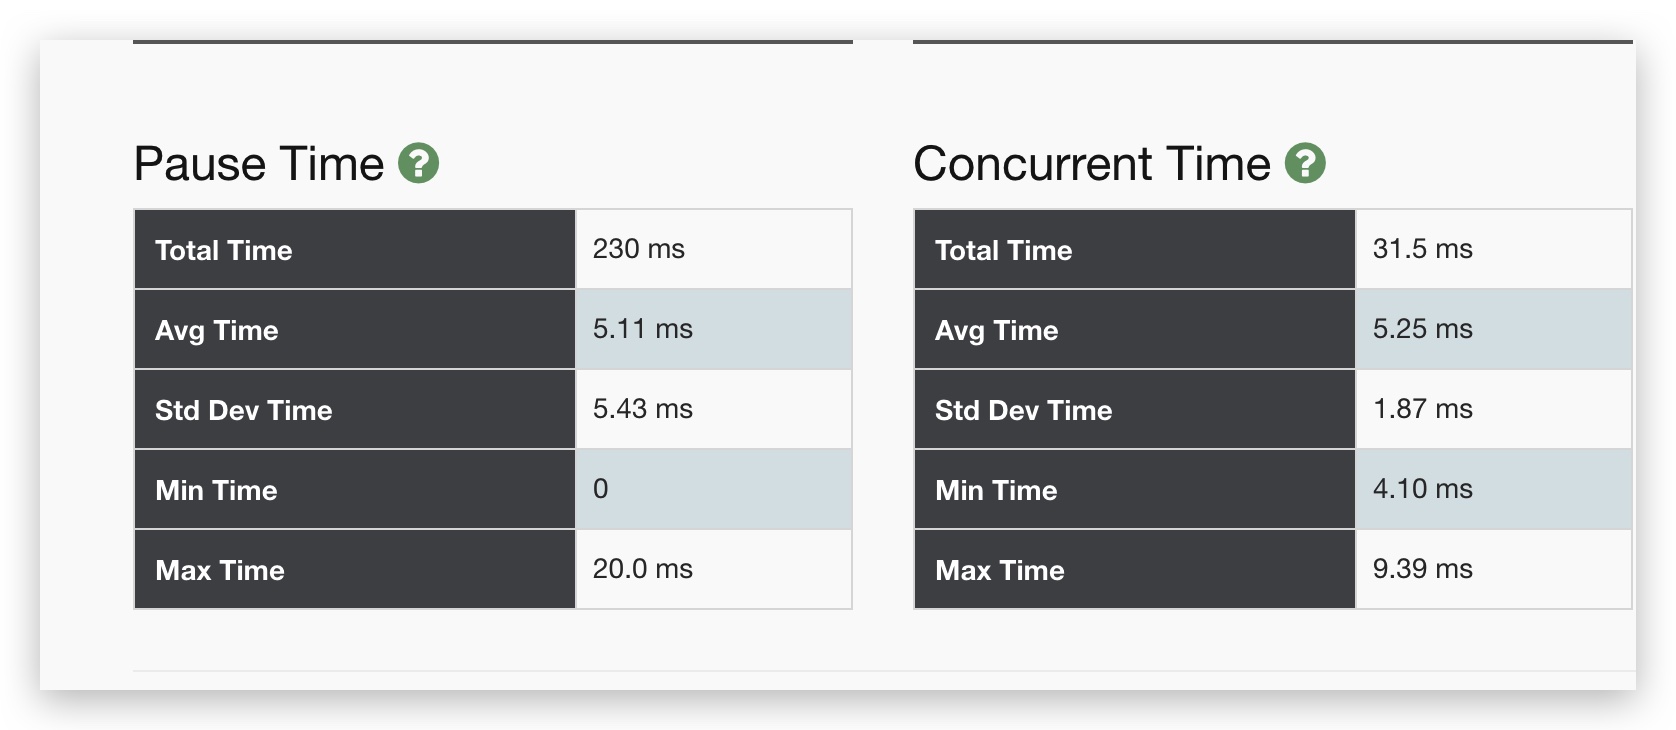 Pause Time ?
Total Time 230 ms
Avg Time 5.11 ms
Std Dev Time 5.43 ms
Min Time 0
Max Time 20.0 ms
Concurrent Time ?
Total Time 31.5 ms
Avg Time 5.25 ms
Std Dev Time 1.87 ms
Min Time 4.10 ms
Max Time 9.39 ms